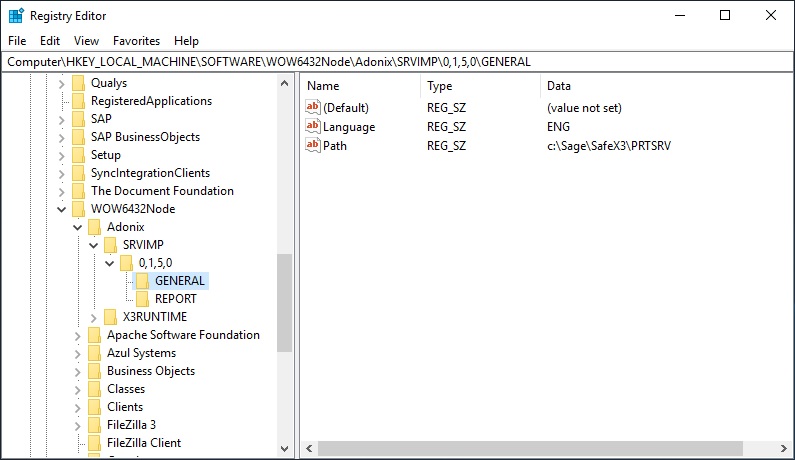 Registry Editor
File Edit View Favorites Help
Computer\HKEY_LOCAL_MACHINE\SOFTWARE\WOW6432Node\Adonix\SRVIMP\0,1,5,0\GENERAL
Qualys
RegisteredApplications
SAP
SAP BusinessObjects
Setup
SyncIntegrationClients
The Document Foundation
WOW6432Node
Adonix
SRVIMP
0,1,5,0
GENERAL
REPORT
X3RUNTIME
Apache Software Foundation
Azul Systems
Business Objects
Classes
Clients
FileZilla 3
FileZilla Client
Name Type Data
ab (Default) REG_SZ (value not set)
ab Language REG_SZ ENG
ab Path REG_SZ c:\Sage\SafeX3\PRTSRV